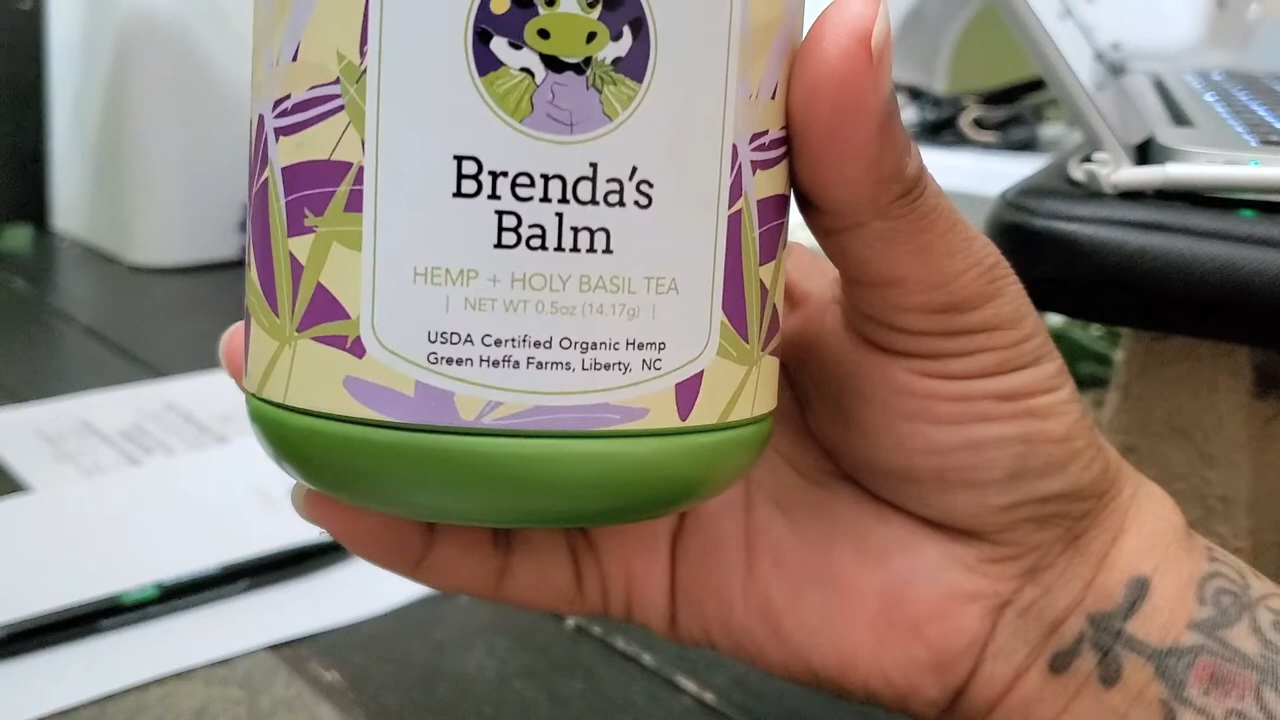 Brenda's
Balm
HEMP + HOLY BASIL TEA
| NET WT 0.5oz (14.17g) |
USDA Certified Organic Hemp
Green Heffa Farms, Liberty, NC